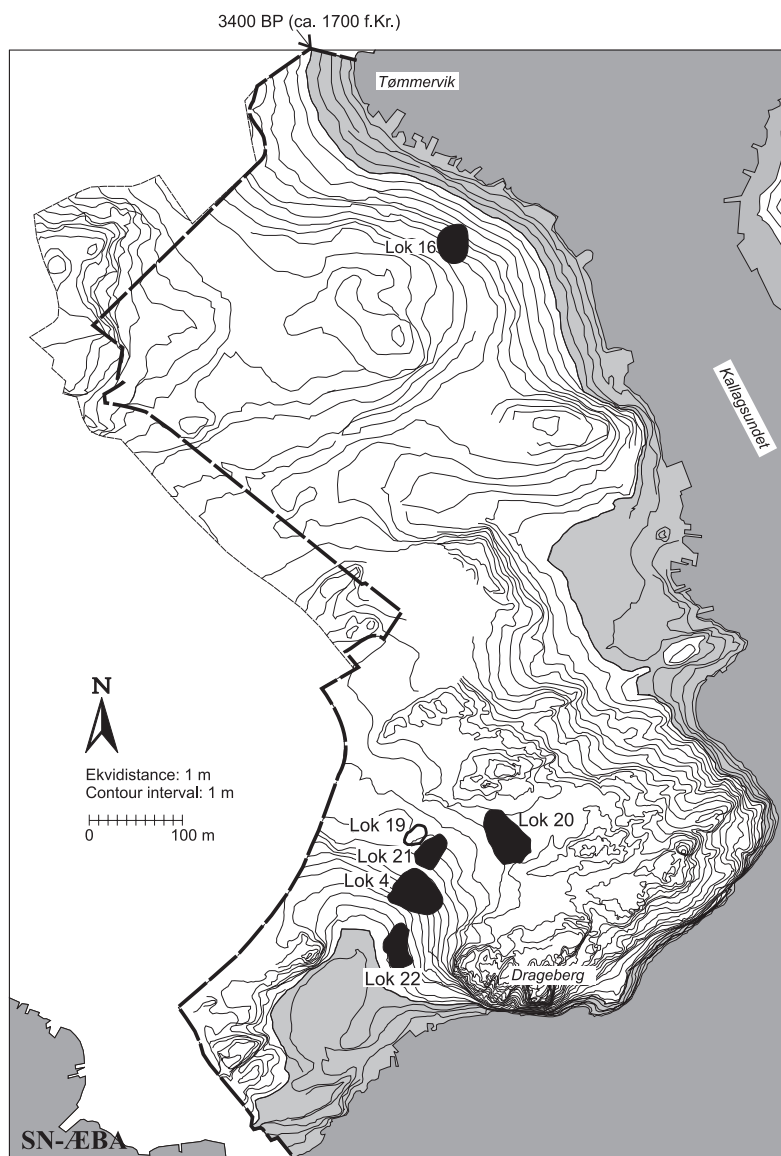 3400 BP (ca. 1700 f.Kr.)
Tømmervik
Lok 16
Kallagsundet
N
Ekvidistance: 1 m
Contour interval: 1 m
0 100 m
Lok 19
Lok 20
Lok 21
Lok 4
Lok 22
Drageberg
SN-ÆBA